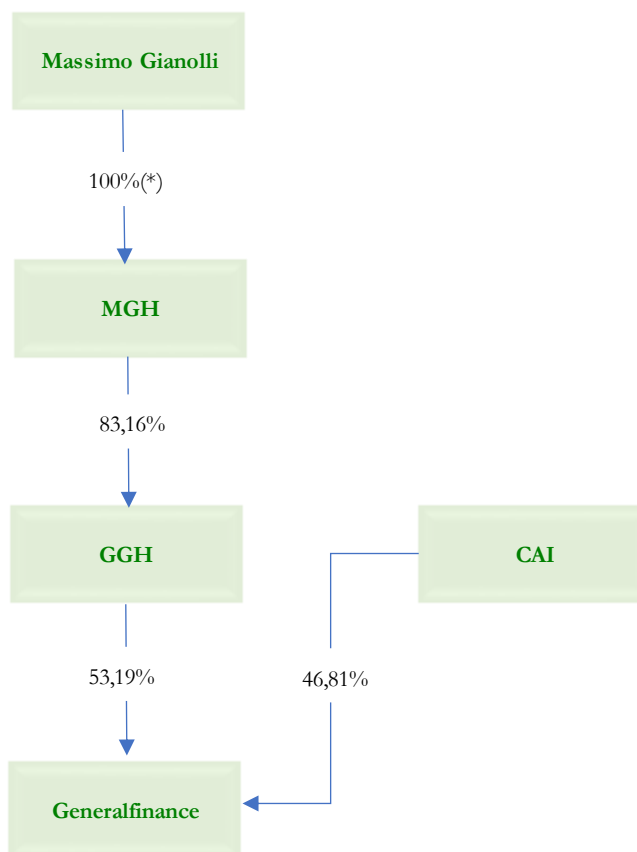 Massimo Gianolli
100%(*)
MGH
83,16%
GGH
CAI
53,19%
46,81%
Generalfinance